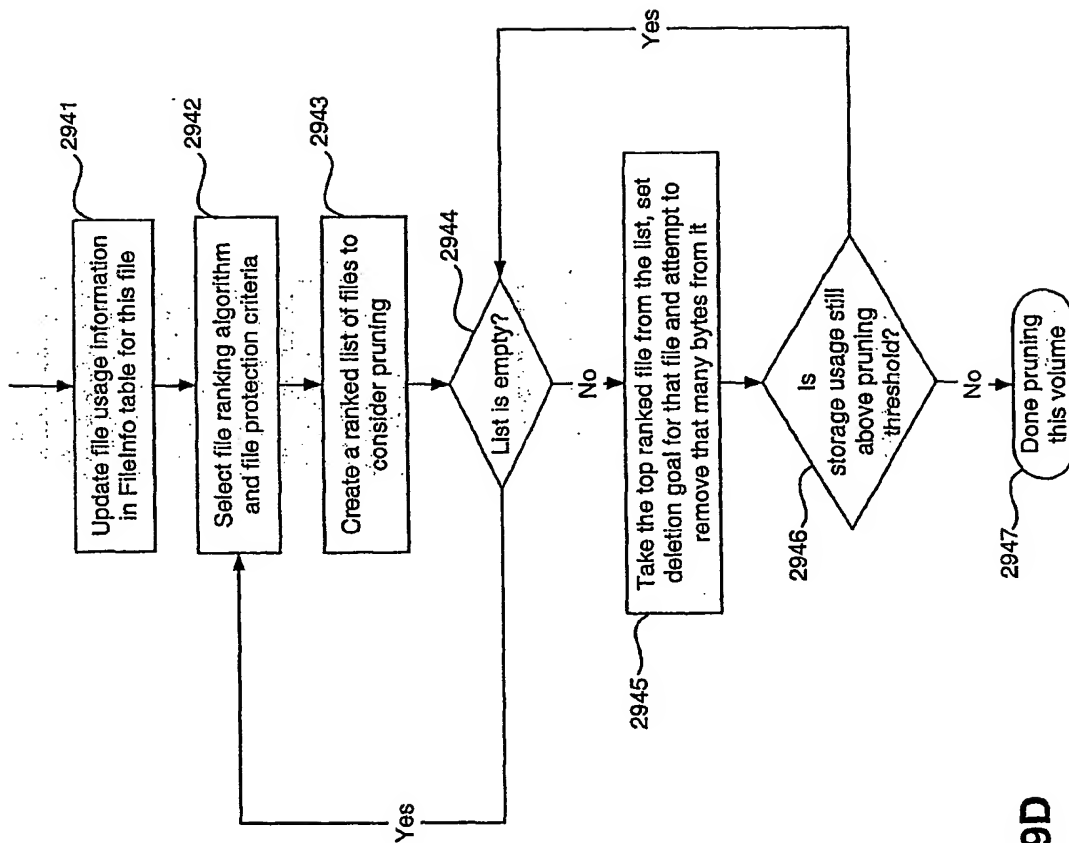 2941
Update file usage information
in FileInfo table for this file
2942
Select file ranking algorithm
and file protection criteria
2943
Create a ranked list of files to
consider pruning
2944
List is empty?
Yes
No
2945
Take the top ranked file from the list, set
deletion goal for that file and attempt to
remove that many bytes from it
2946
Is
storage usage still
above pruning
threshold?
Yes
No
2947
Done pruning
this volume
9D